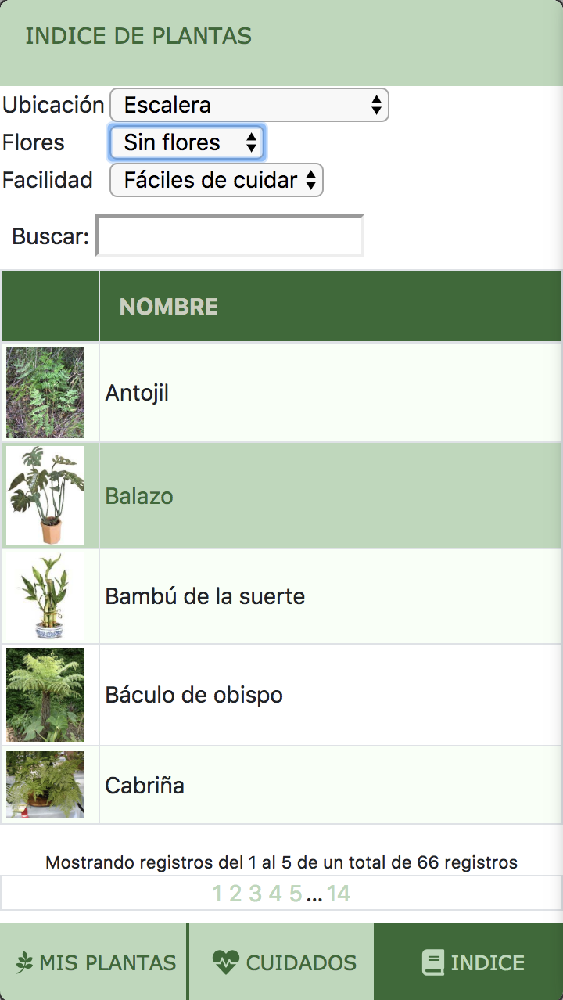 INDICE DE PLANTAS
Ubicación Escalera
Flores Sin flores
Facilidad Fáciles de cuidar
Buscar:
NOMBRE
Antojil
Balazo
Bambú de la suerte
Báculo de obispo
Cabriña
Mostrando registros del 1 al 5 de un total de 66 registros
1 2 3 4 5 ... 14
MIS PLANTAS CUIDADOS INDICE